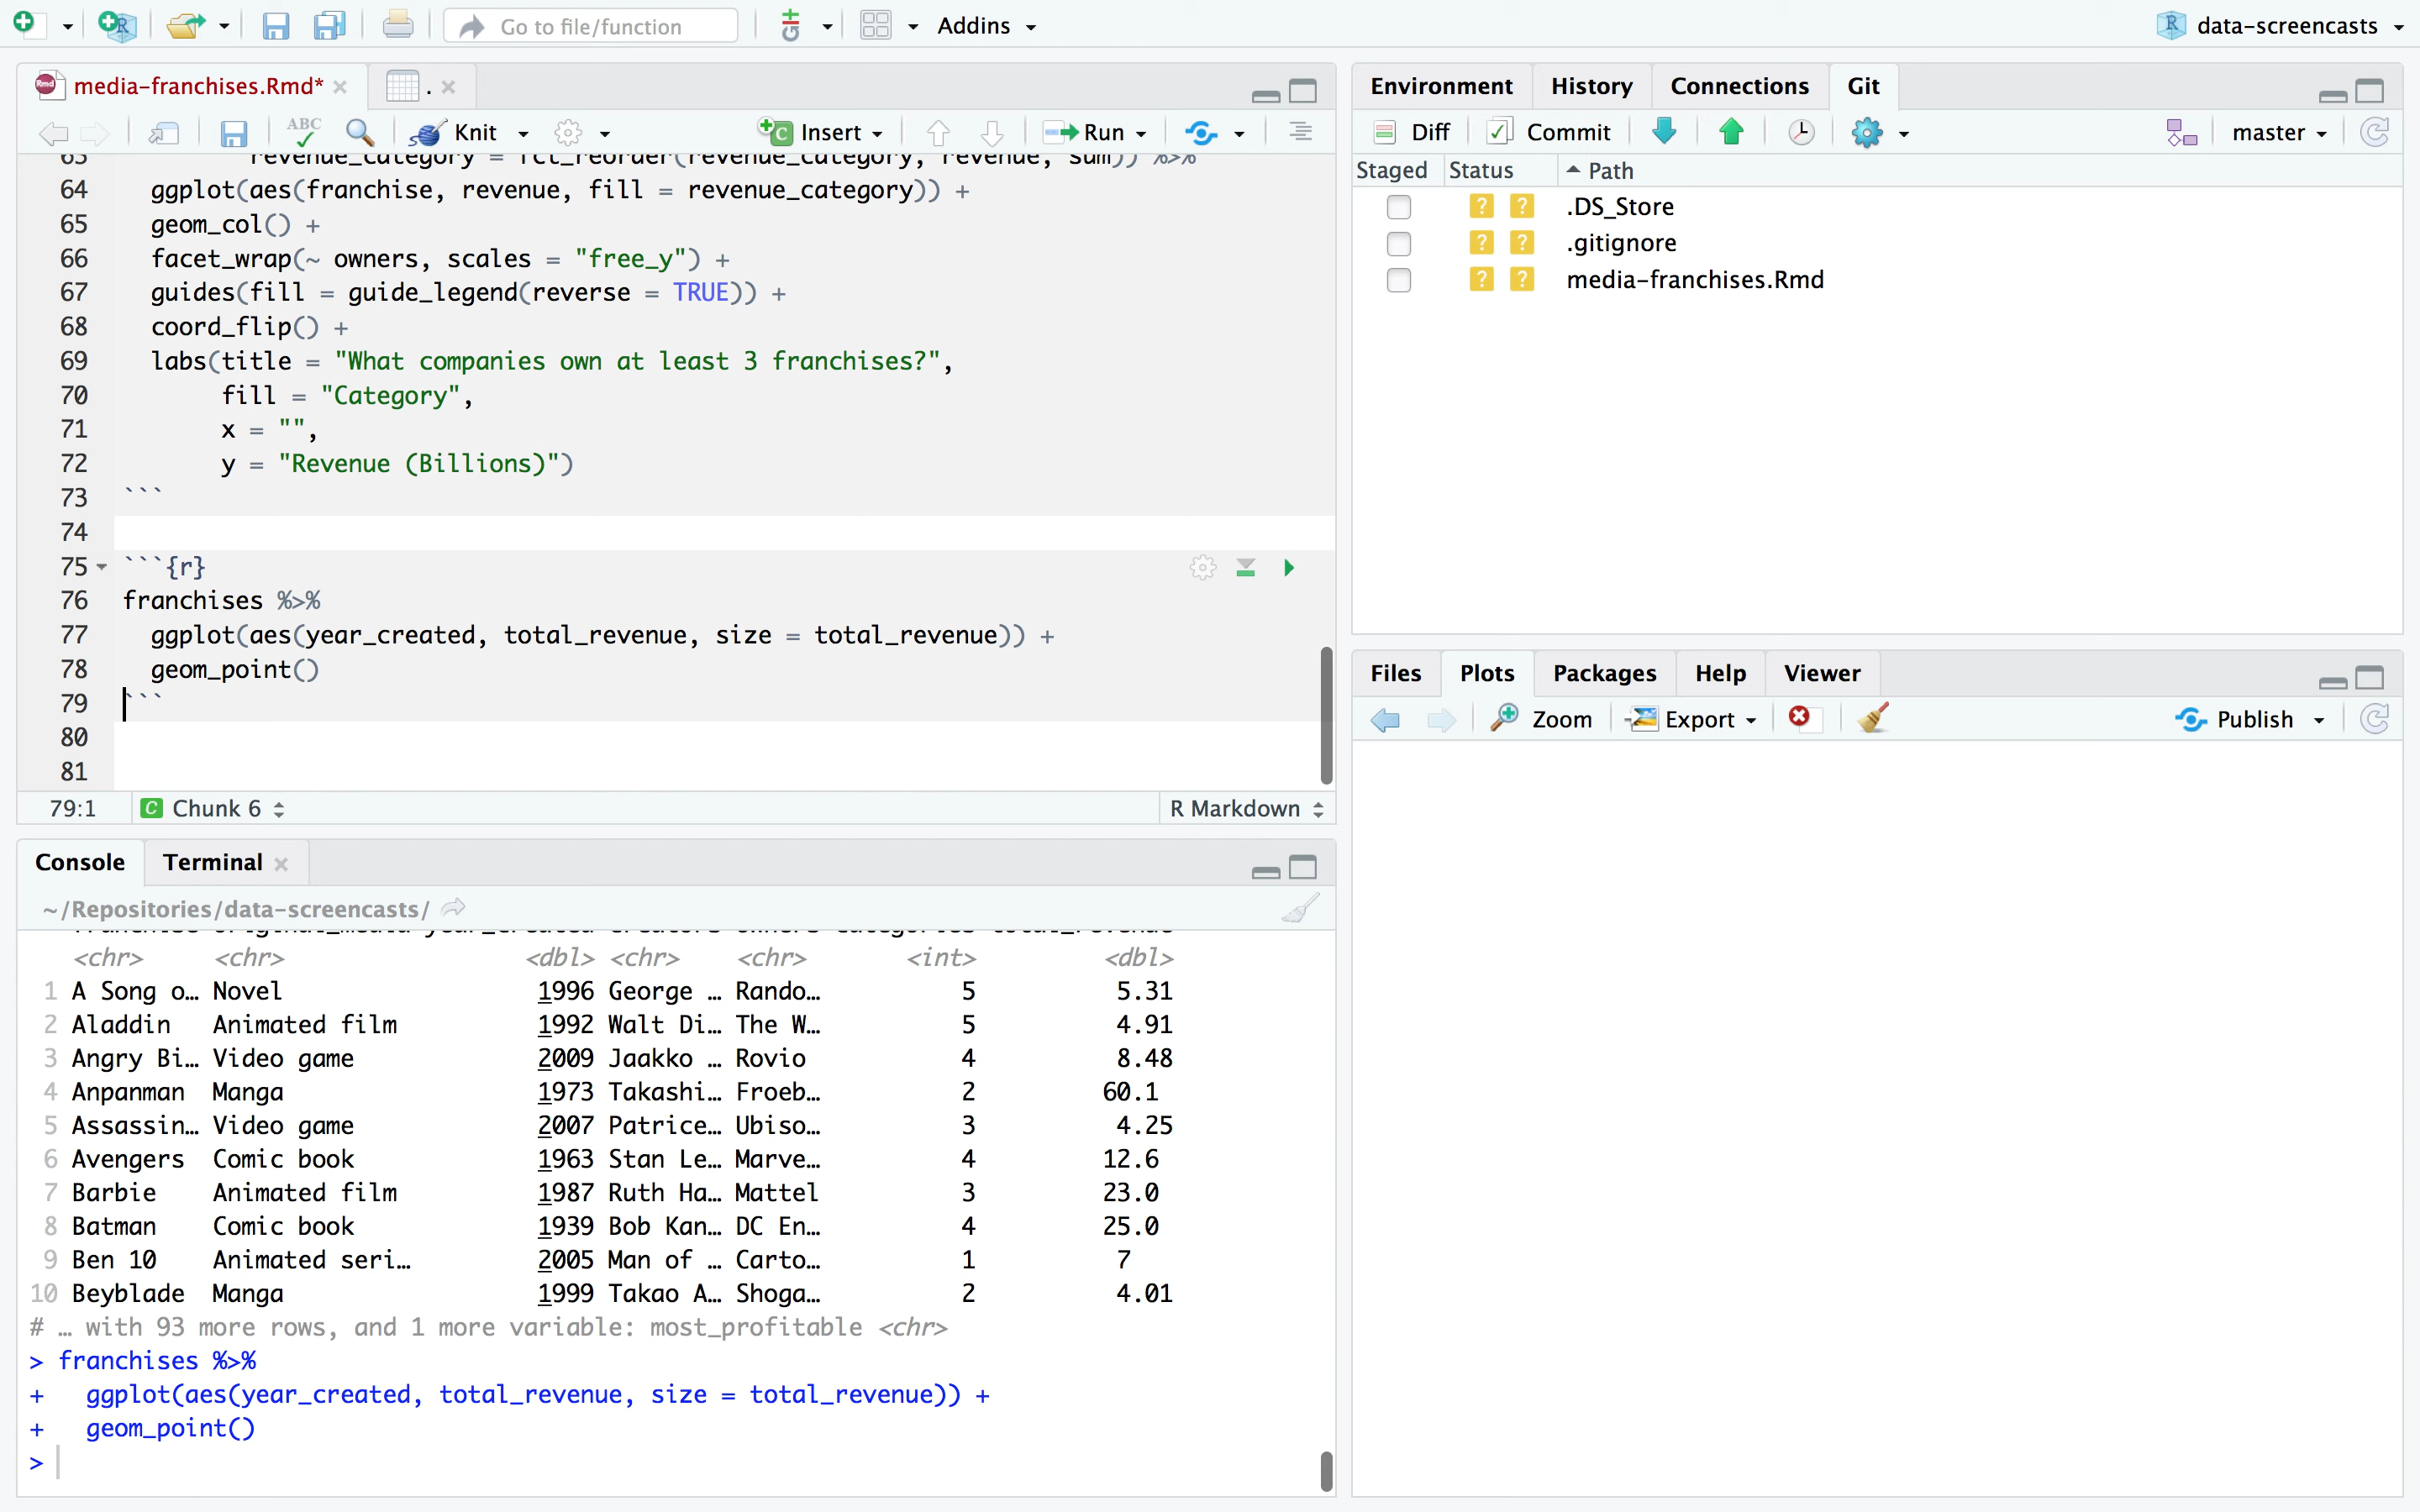 Go to file/function
Addins
data-screencasts
media-franchises.Rmd*
.
ABC
Knit
Insert
Run
63 revenue_category = fct_reorder(revenue_category, revenue, sum)) %>%
64 ggplot(aes(franchise, revenue, fill = revenue_category)) +
65 geom_col() +
66 facet_wrap(~ owners, scales = "free_y") +
67 guides(fill = guide_legend(reverse = TRUE)) +
68 coord_flip() +
69 labs(title = "What companies own at least 3 franchises?",
70 fill = "Category",
71 x = "",
72 y = "Revenue (Billions)")
73 ```
74
75 ```{r}
76 franchises %>%
77 ggplot(aes(year_created, total_revenue, size = total_revenue)) +
78 geom_point()
79 ```
80
81
79:1 C Chunk 6 R Markdown
Console Terminal
~/Repositories/data-screencasts/
franchise original_media year_created creators owners categories total_revenue
<chr> <chr> <dbl> <chr> <chr> <int> <dbl>
1 A Song o… Novel 1996 George … Rando… 5 5.31
2 Aladdin Animated film 1992 Walt Di… The W… 5 4.91
3 Angry Bi… Video game 2009 Jaakko … Rovio 4 8.48
4 Anpanman Manga 1973 Takashi… Froeb… 2 60.1
5 Assassin… Video game 2007 Patrice… Ubiso… 3 4.25
6 Avengers Comic book 1963 Stan Le… Marve… 4 12.6
7 Barbie Animated film 1987 Ruth Ha… Mattel 3 23.0
8 Batman Comic book 1939 Bob Kan… DC En… 4 25.0
9 Ben 10 Animated seri… 2005 Man of … Carto… 1 7
10 Beyblade Manga 1999 Takao A… Shoga… 2 4.01
# … with 93 more rows, and 1 more variable: most_profitable <chr>
> franchises %>%
+ ggplot(aes(year_created, total_revenue, size = total_revenue)) +
+ geom_point()
>
Environment History Connections Git
Diff Commit master
Staged Status Path
? ? .DS_Store
? ? .gitignore
? ? media-franchises.Rmd
Files Plots Packages Help Viewer
Zoom Export Publish